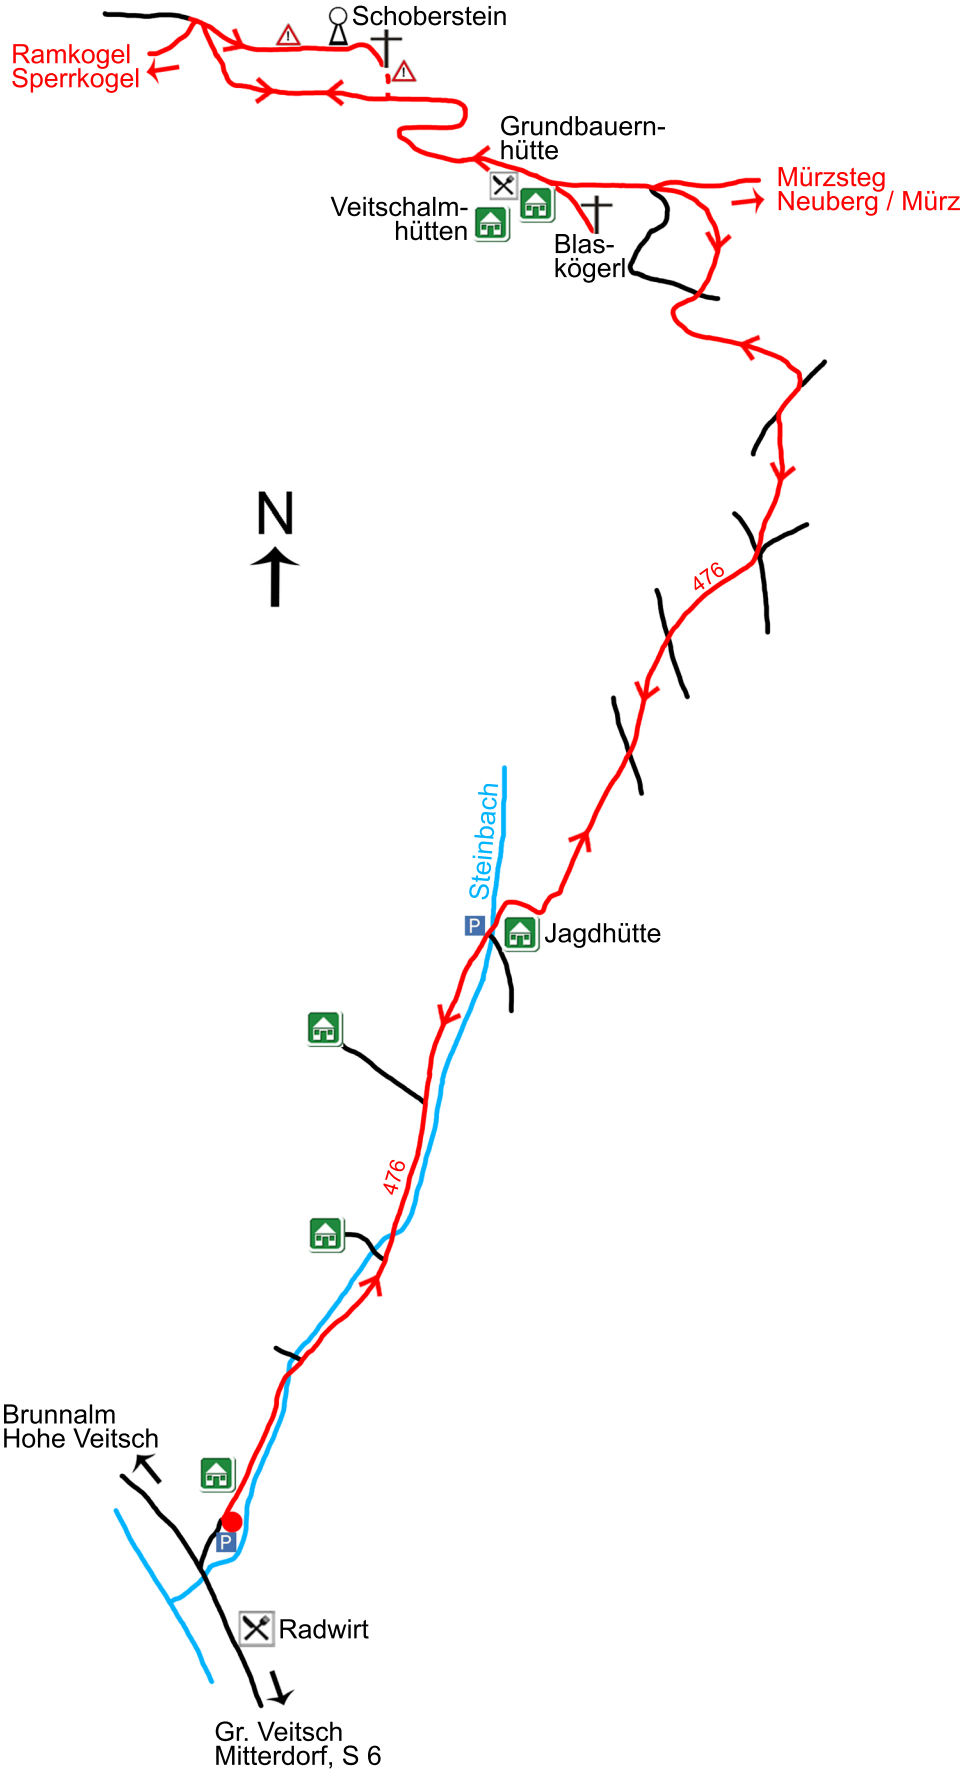 Schoberstein
Ramkogel
Sperrkogel
Grundbauern-
hütte
Mürzsteg
Neuberg / Mürz
Veitschalm-
hütten
Blas-
kögerl
N
476
Steinbach
P
Jagdhütte
476
Brunnalm
Hohe Veitsch
P
Radwirt
Gr. Veitsch
Mitterdorf, S 6